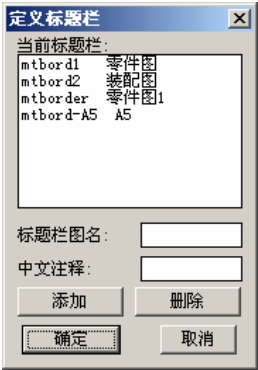 定义标题栏
当前标题栏:
mtbord1 零件图
mtbord2 装配图
mtborder 零件图1
mtbord-A5 A5
标题栏图名:
中文注释:
添加 删除
确定 取消